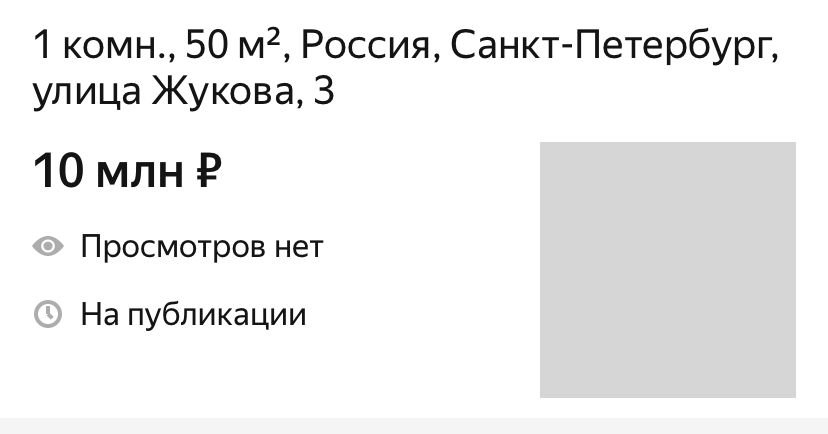 1 комн., 50 м², Россия, Санкт-Петербург,
улица Жукова, 3
10 млн ₽
Просмотров нет
На публикации